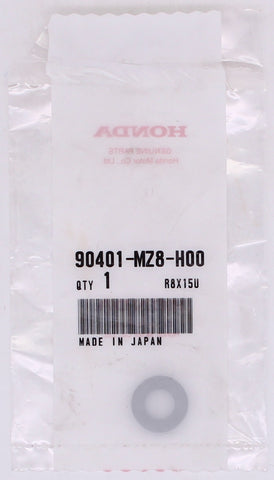 HONDA
GENUINE PARTS
Honda Motor Co., Ltd.
90401-MZ8-H00
QTY 1 R8X15U
MADE IN JAPAN